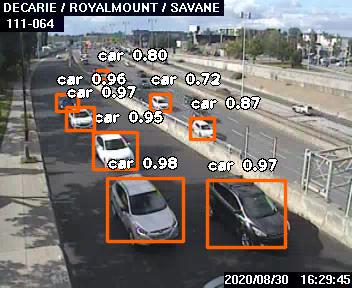 DECARIE / ROYALMOUNT / SAVANE
111-064
car 0.80
car 0.96
car 0.72
car 0.97
car 0.87
car 0.95
car 0.98
car 0.97
2020/08/30 16:29:45